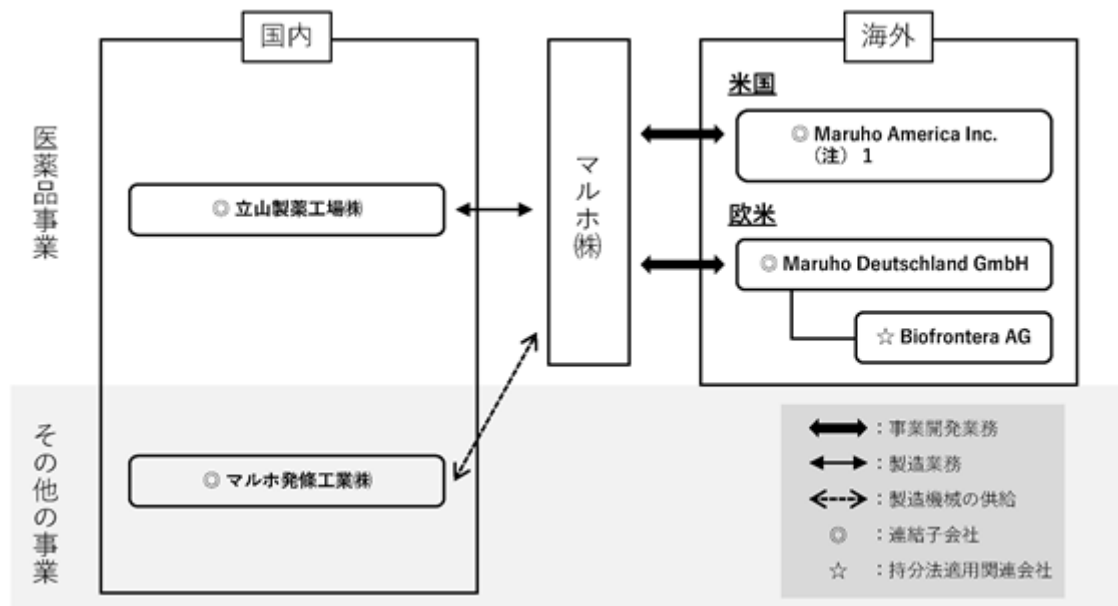 国内
海外
医薬品事業
◎ 立山製薬工場㈱
マルホ㈱
米国
◎ Maruho America Inc.
(注) 1
欧米
◎ Maruho Deutschland GmbH
☆ Biofrontera AG
その他の事業
◎ マルホ発條工業㈱
：事業開発業務
：製造業務
：製造機械の供給
◎ ：連結子会社
☆ ：持分法適用関連会社